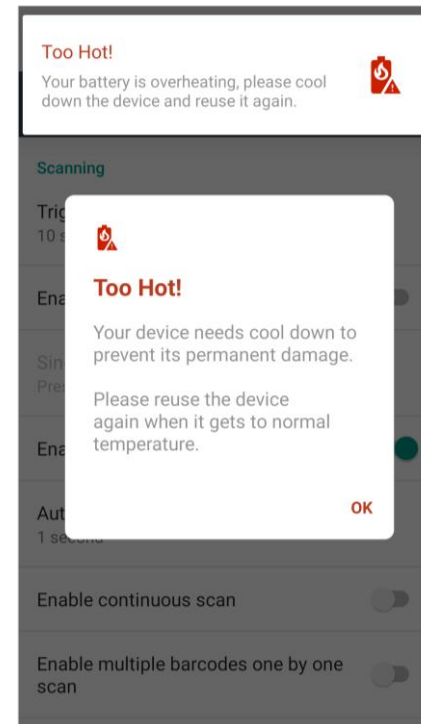 Too Hot!
Your battery is overheating, please cool
down the device and reuse it again.
Scanning
10
Too Hot!
Your device needs cool down to
prevent its permanent damage.
Please reuse the device
again when it gets to normal
temperature.
OK
1
Enable continuous scan
Enable multiple barcodes one by one
scan